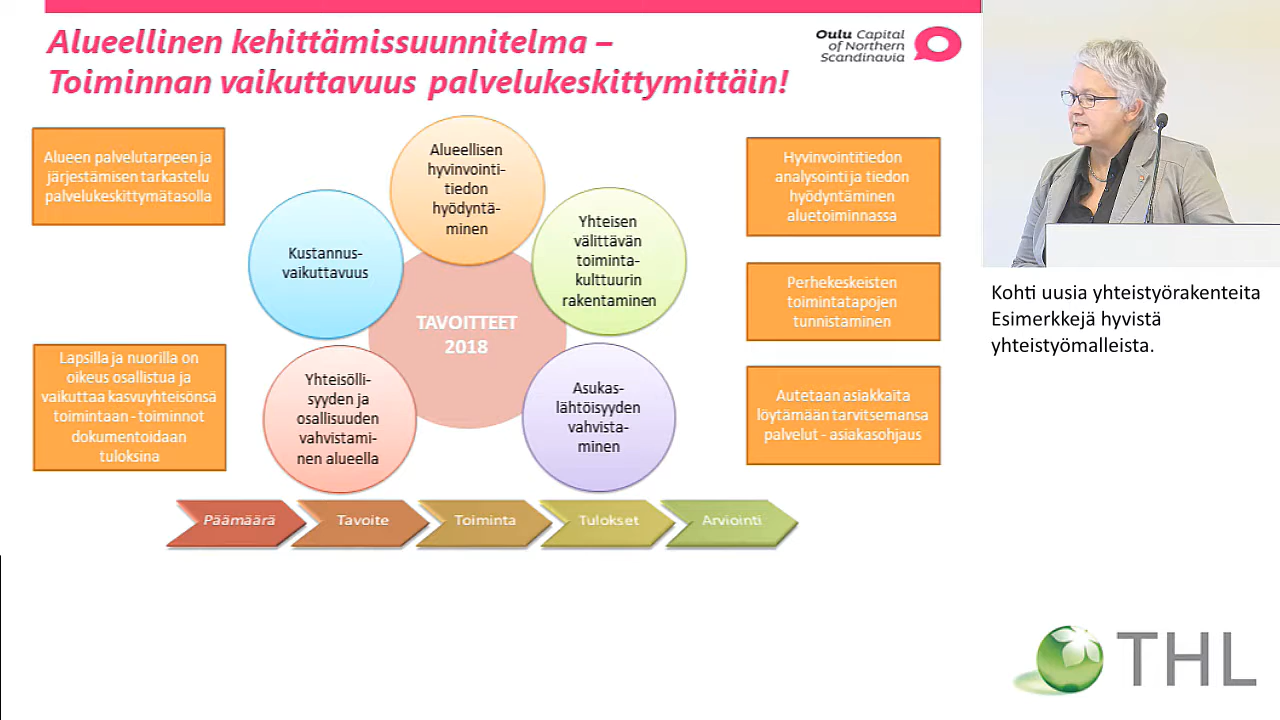 Alueellinen kehittämissuunnitelma –
Toiminnan vaikuttavuus palvelukeskittymittäin!
Oulu Capital
of Northern
Scandinavia
Alueen palvelutarpeen ja
järjestämisen tarkastelu
palvelukeskittymätasolla
Lapsilla ja nuorilla on
oikeus osallistua ja
vaikuttaa kasvuyhteisönsä
toimintaan - toiminnot
dokumentoidaan
tuloksina
Alueellisen
hyvinvointi-
tiedon
hyödyntä-
minen
Kustannus-
vaikuttavuus
Yhteisen
välittävän
toiminta-
kulttuurin
rakentaminen
TAVOITTEET
2018
Yhteisölli-
syyden ja
osallisuuden
vahvistami-
nen alueella
Asukas-
lähtöisyyden
vahvista-
minen
Hyvinvointitiedon
analysointi ja tiedon
hyödyntäminen
aluetoiminnassa
Perhekeskeisten
toimintatapojen
tunnistaminen
Autetaan asiakkaita
löytämään tarvitsemansa
palvelut - asiakasohjaus
Päämäärä
Tavoite
Toiminta
Tulokset
Arviointi
Kohti uusia yhteistyörakenteita
Esimerkkejä hyvistä
yhteistyömalleista.
THL